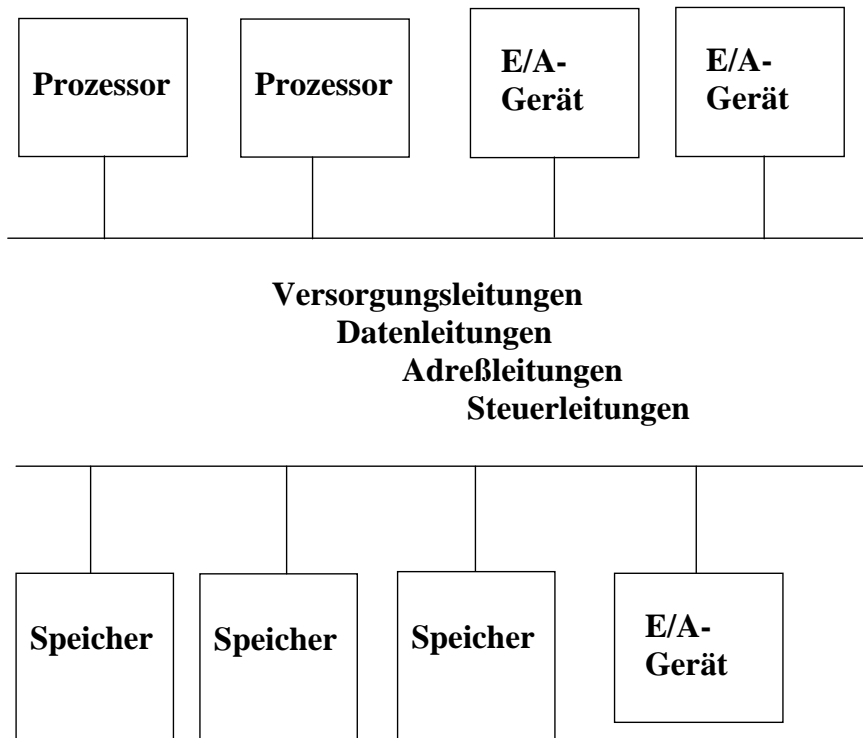 Prozessor
Prozessor
E/A-
Gerät
E/A-
Gerät
Versorgungsleitungen
Datenleitungen
Adreßleitungen
Steuerleitungen
Speicher
Speicher
Speicher
E/A-
Gerät